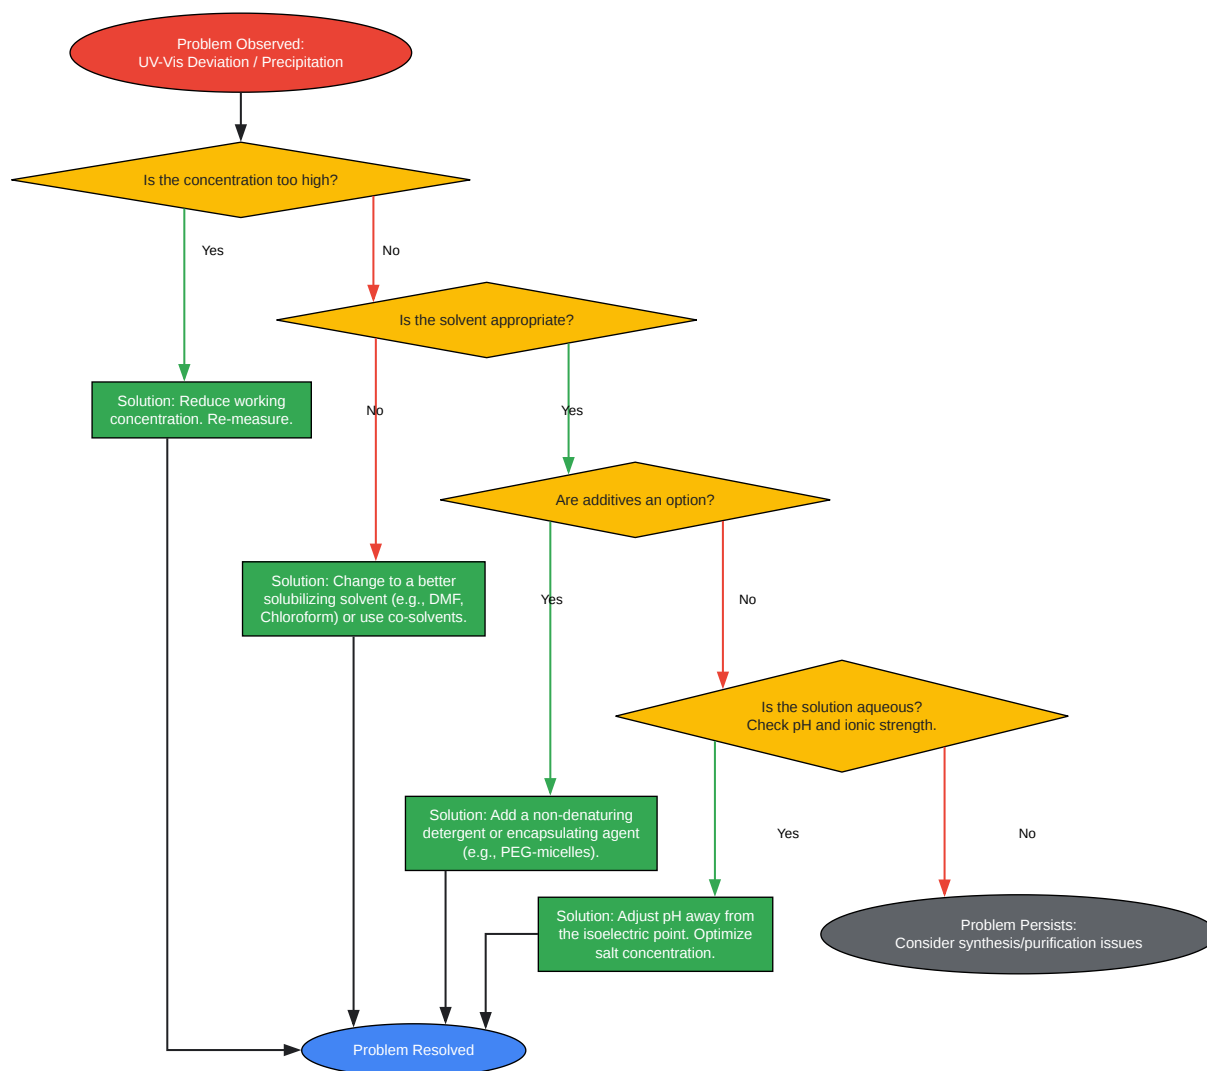 Problem Observed:
UV-Vis Deviation / Precipitation
Is the concentration too high?
Yes
No
Is the solvent appropriate?
Solution: Reduce working
concentration. Re-measure.
No
Yes
Are additives an option?
Solution: Change to a better
solubilizing solvent (e.g., DMF,
Chloroform) or use co-solvents.
Yes
No
Is the solution aqueous?
Check pH and ionic strength.
Solution: Add a non-denaturing
detergent or encapsulating agent
(e.g., PEG-micelles).
Yes
No
Solution: Adjust pH away from
the isoelectric point. Optimize
salt concentration.
Problem Persists:
Consider synthesis/purification issues
Problem Resolved